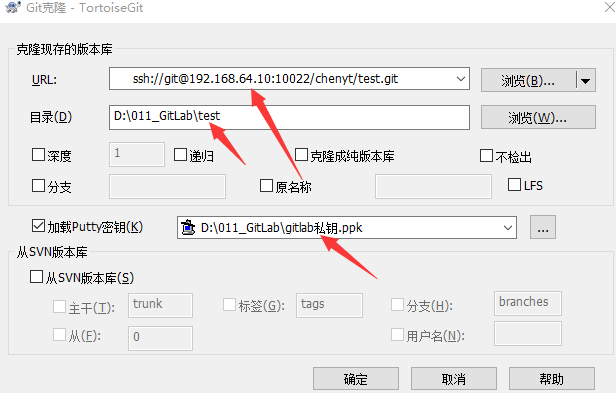 Git克隆 - TortoiseGit
克隆现存的版本库
URL: ssh://git@192.168.64.10:10022/chenyt/test.git 浏览(B)...
目录(D) D:\011_GitLab\test 浏览(W)...
深度 1 递归 克隆成纯版本库 不检出
分支 原名称 LFS
加载Putty密钥(K) D:\011_GitLab\gitlab私钥.ppk ...
从SVN版本库
从SVN版本库(S)
主干(T): trunk 标签(G): tags 分支(H): branches
从(F): 0 用户名(N):
确定 取消 帮助